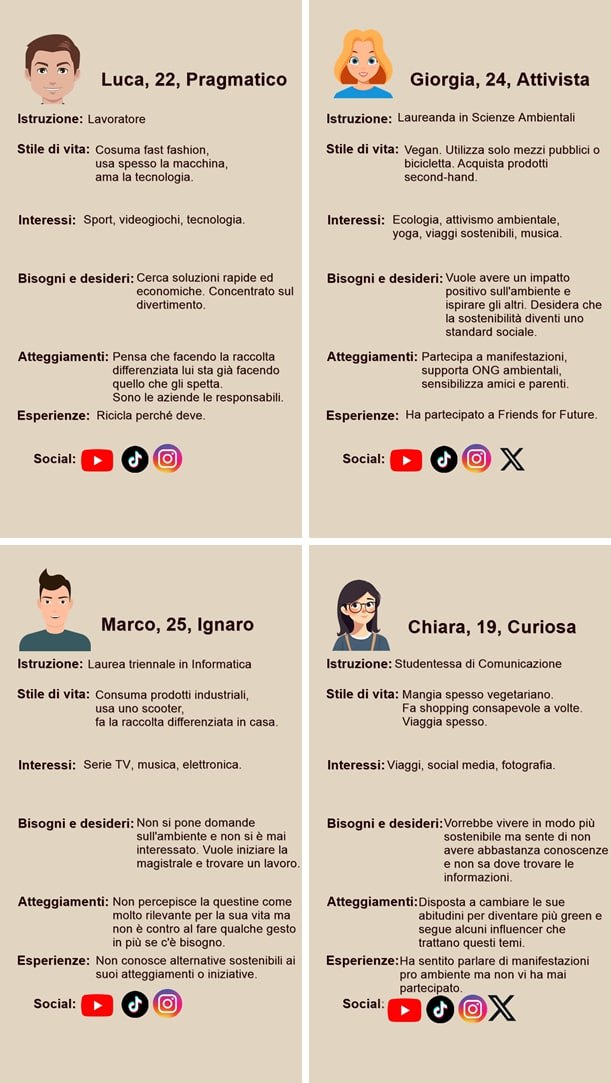 Luca, 22, Pragmatico
Istruzione: Lavoratore
Stile di vita: Cosuma fast fashion,
usa spesso la macchina,
ama la tecnologia.
Interessi: Sport, videogiochi, tecnologia.
Bisogni e desideri: Cerca soluzioni rapide ed
economiche. Concentrato sul
divertimento.
Atteggiamenti: Pensa che facendo la raccolta
differenziata lui sta già facendo
quello che gli spetta.
Sono le aziende le responsabili.
Esperienze: Ricicla perché deve.
Social:
Giorgia, 24, Attivista
Istruzione: Laureanda in Scienze Ambientali
Stile di vita: Vegan. Utilizza solo mezzi pubblici o
bicicletta. Acquista prodotti
second-hand.
Interessi: Ecologia, attivismo ambientale,
yoga, viaggi sostenibili, musica.
Bisogni e desideri: Vuole avere un impatto
positivo sull'ambiente e
ispirare gli altri. Desidera che
la sostenibilità diventi uno
standard sociale.
Atteggiamenti: Partecipa a manifestazioni,
supporta ONG ambientali,
sensibilizza amici e parenti.
Esperienze: Ha partecipato a Friends for Future.
Social:
Marco, 25, Ignaro
Istruzione: Laurea triennale in Informatica
Stile di vita: Consuma prodotti industriali,
usa uno scooter,
fa la raccolta differenziata in casa.
Interessi: Serie TV, musica, elettronica.
Bisogni e desideri: Non si pone domande
sull'ambiente e non si è mai
interessato. Vuole iniziare la
magistrale e trovare un lavoro.
Atteggiamenti: Non percepisce la questine come
molto rilevante per la sua vita ma
non è contro al fare qualche gesto
in più se c'è bisogno.
Esperienze: Non conosce alternative sostenibili ai
suoi atteggiamenti o iniziative.
Social:
Chiara, 19, Curiosa
Istruzione: Studentessa di Comunicazione
Stile di vita: Mangia spesso vegetariano.
Fa shopping consapevole a volte.
Viaggia spesso.
Interessi: Viaggi, social media, fotografia.
Bisogni e desideri: Vorrebbe vivere in modo più
sostenibile ma sente di non
avere abbastanza conoscenze
e non sa dove trovare le
informazioni.
Atteggiamenti: Disposta a cambiare le sue
abitudini per diventare più green e
segue alcuni influencer che
trattano questi temi.
Esperienze: Ha sentito parlare di manifestazioni
pro ambiente ma non vi ha mai
partecipato.
Social: